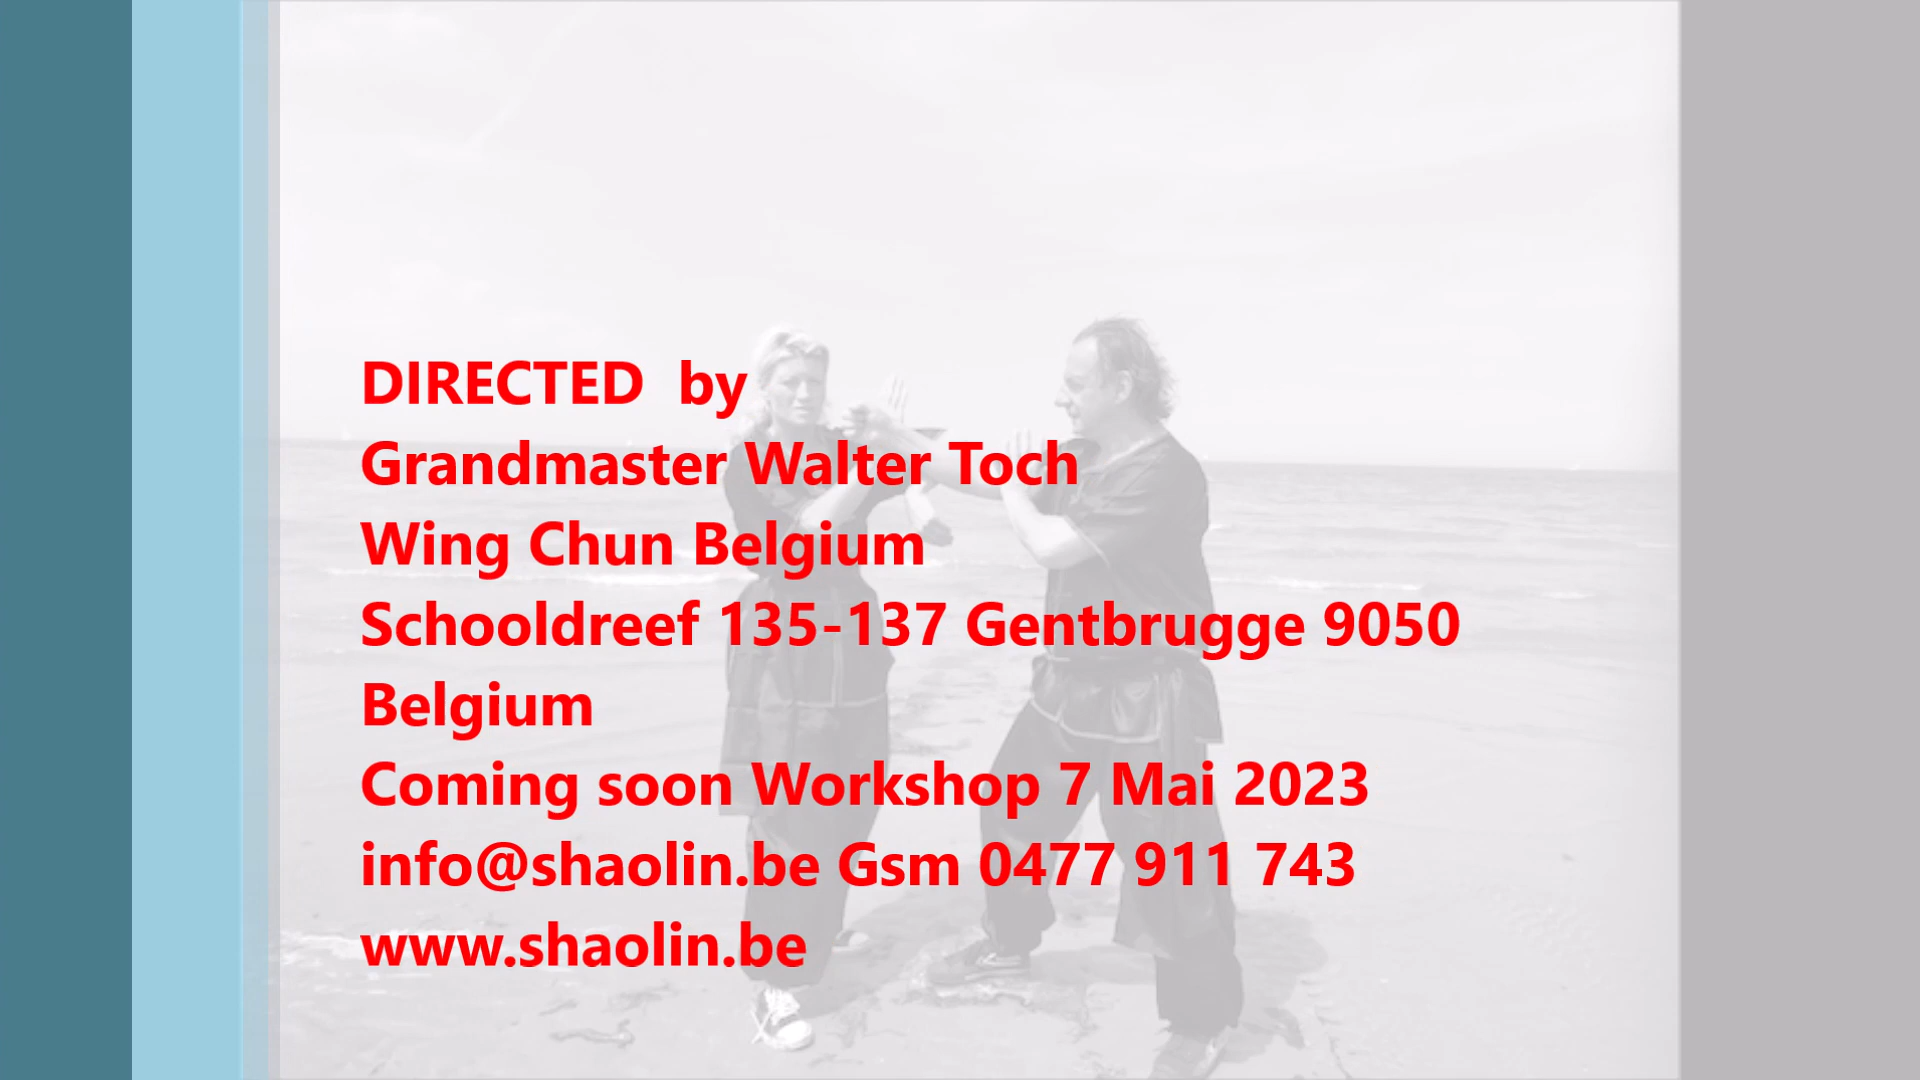 DIRECTED  by
Grandmaster Walter Toch
Wing Chun Belgium
Schooldreef 135-137 Gentbrugge 9050
Belgium
Coming soon Workshop 7 Mai 2023
info@shaolin.be Gsm 0477 911 743
www.shaolin.be